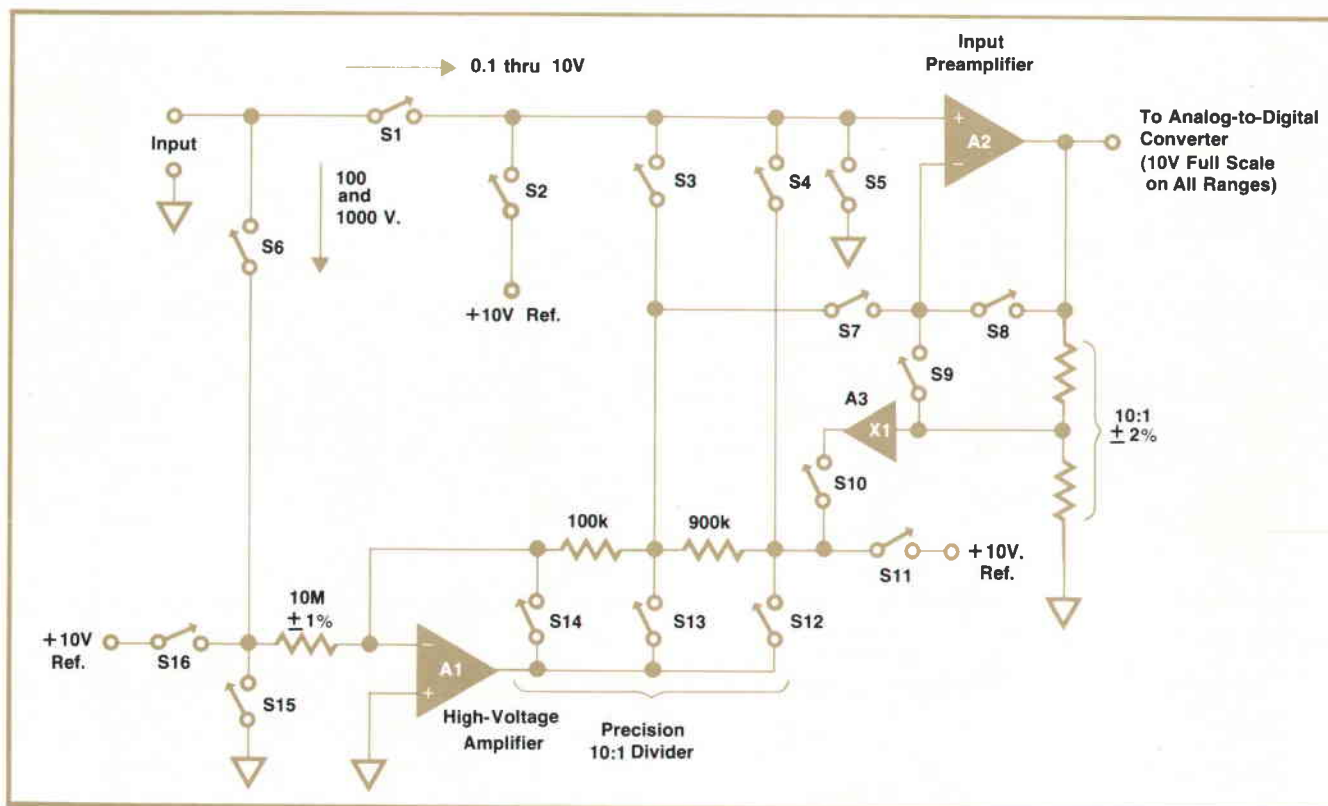 0.1 thru 10V
Input
Preamplifier
To Analog-to-Digital
Converter
(10V Full Scale
on All Ranges)
Input
S1
A2
+
−
100
and
1000 V.
S2
S3
S4
S5
S6
+10V Ref.
S7
S8
S9
A3
X1
10:1
± 2%
S10
100k
900k
+10V.
Ref.
S11
10M
± 1%
S14
S13
S12
+10V
Ref.
S16
−
A1
+
S15
High-Voltage
Amplifier
Precision
10:1 Divider